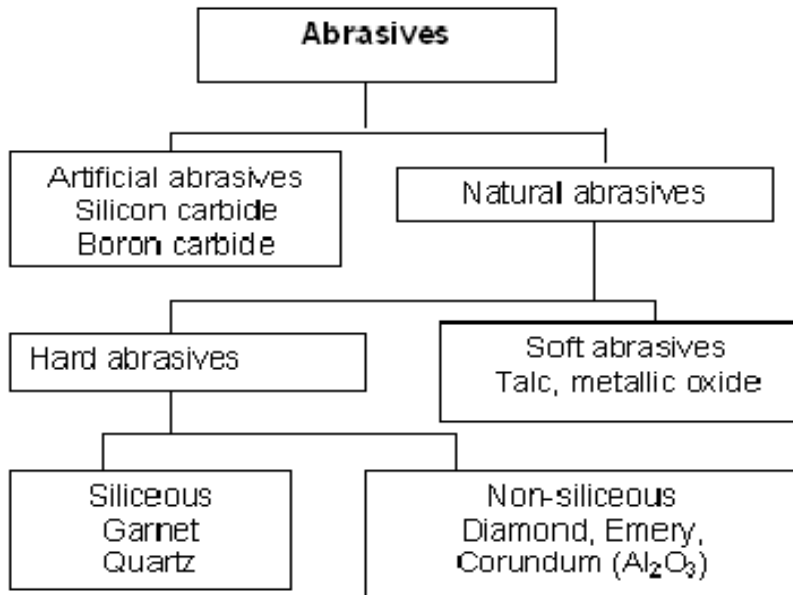 Abrasives
Artificial abrasives
Silicon carbide
Boron carbide
Natural abrasives
Hard abrasives
Soft abrasives
Talc, metallic oxide
Siliceous
Garnet
Quartz
Non-siliceous
Diamond, Emery,
Corundum (Al₂O₃)